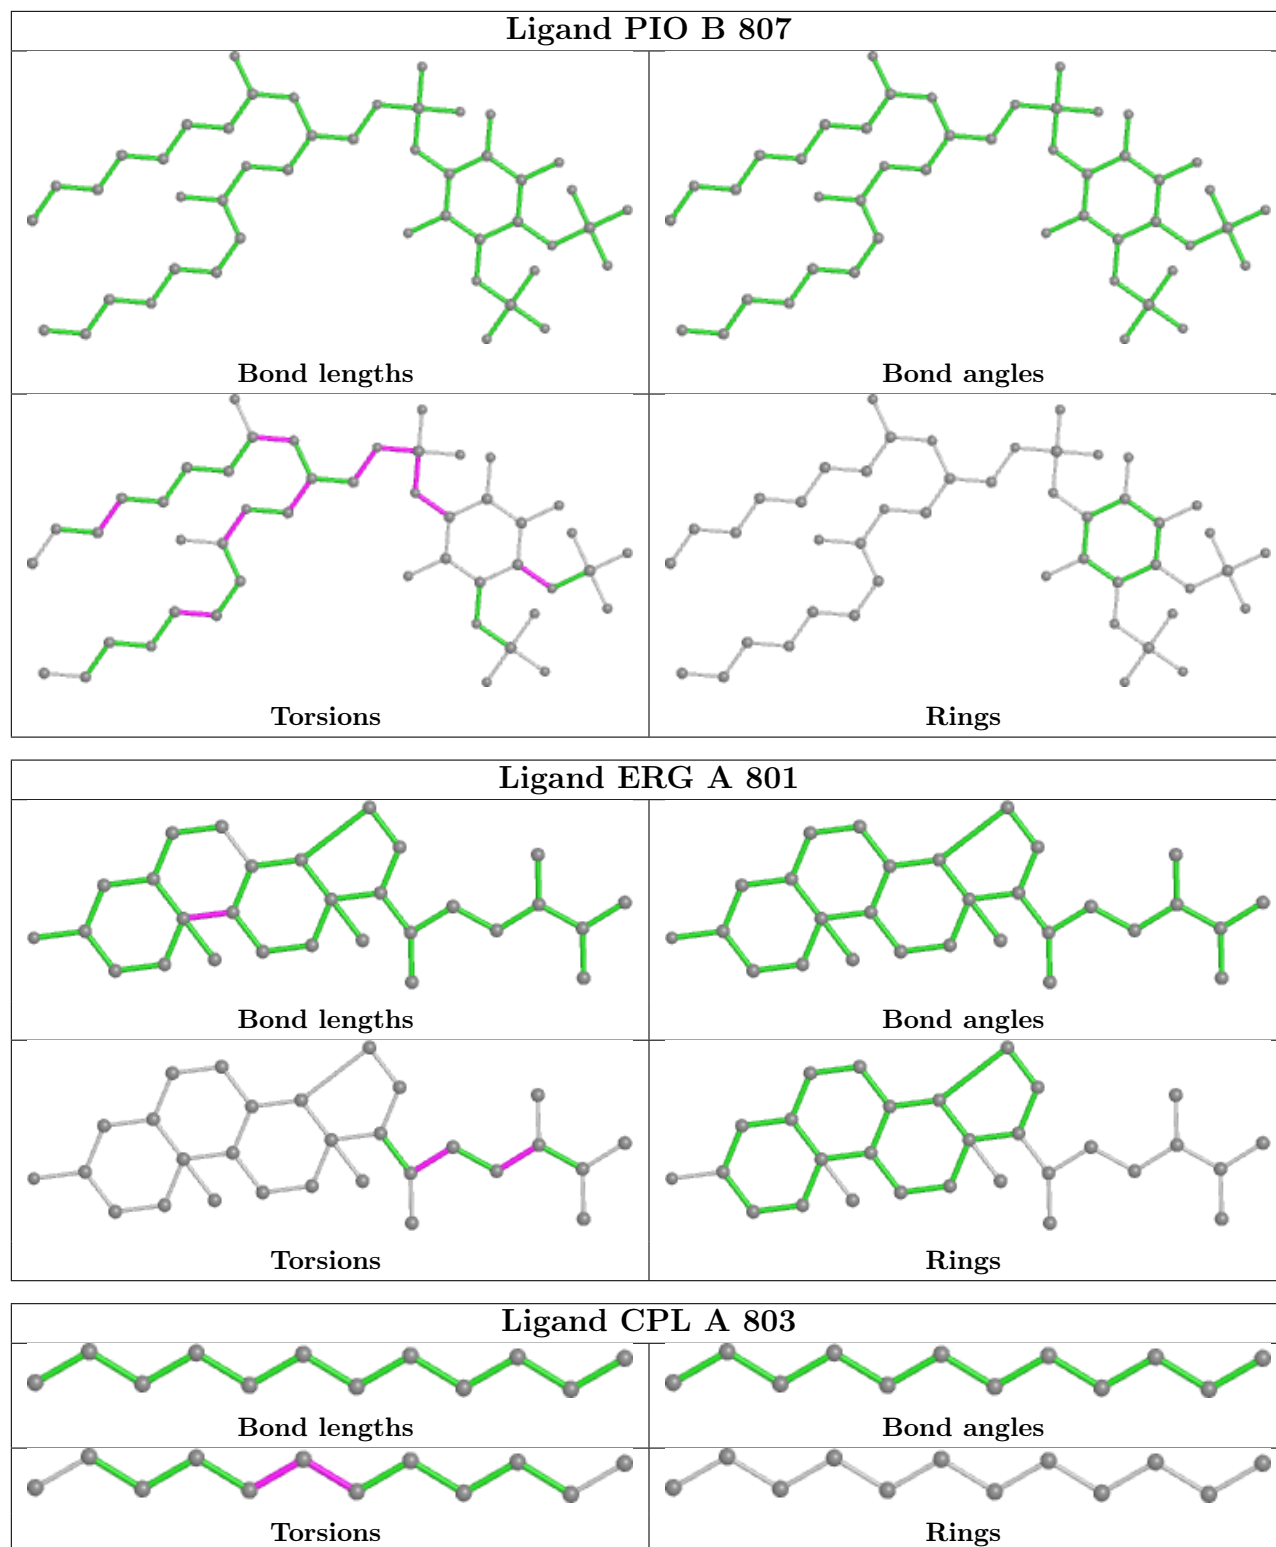 Ligand PIO B 807
Bond lengths
Bond angles
Torsions
Rings
Ligand ERG A 801
Bond lengths
Bond angles
Torsions
Rings
Ligand CPL A 803
Bond lengths
Bond angles
Torsions
Rings